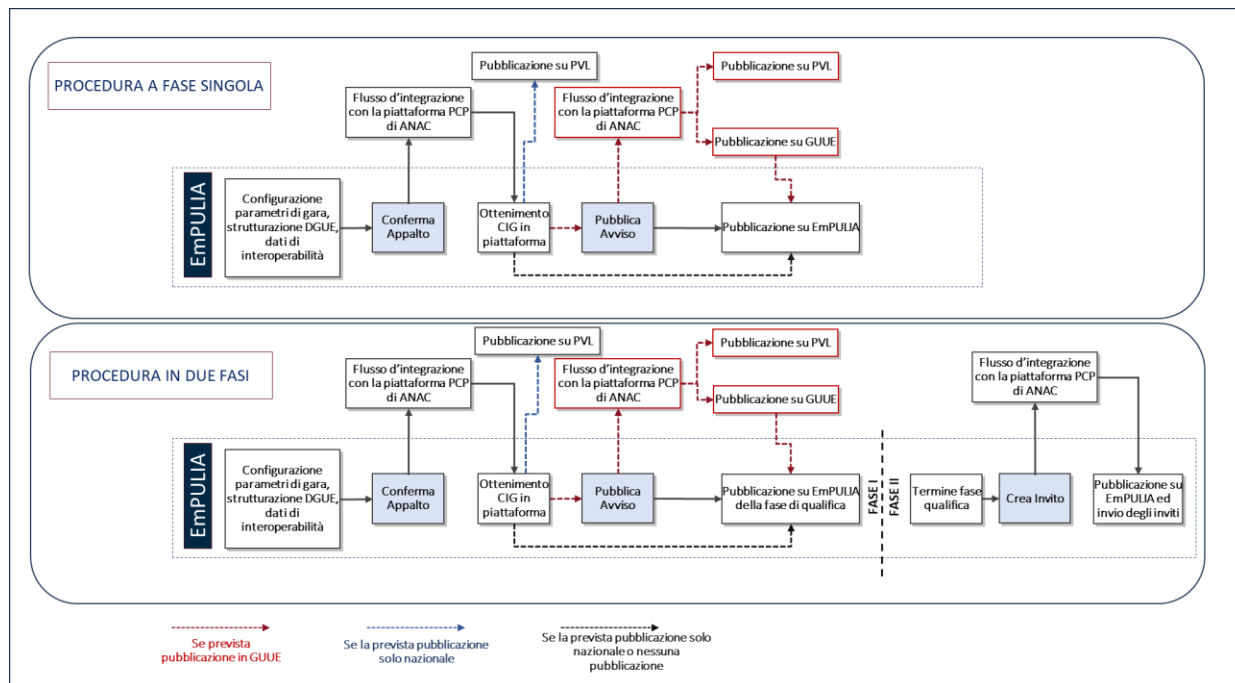 PROCEDURA A FASE SINGOLA
Pubblicazione su PVL
Pubblicazione su PVL
Flusso d'integrazione
con la piattaforma PCP
di ANAC
Flusso d'integrazione
con la piattaforma PCP
di ANAC
Pubblicazione su GUUE
EmPULIA
Configurazione
parametri di gara,
strutturazione DGUE,
dati di
interoperabilità
Conferma
Appalto
Ottenimento
CIG in
piattaforma
Pubblica
Avviso
Pubblicazione su EmPULIA
PROCEDURA IN DUE FASI
Pubblicazione su PVL
Pubblicazione su PVL
Flusso d'integrazione
con la piattaforma PCP
di ANAC
Flusso d'integrazione
con la piattaforma PCP
di ANAC
Pubblicazione su GUUE
Flusso d'integrazione
con la piattaforma PCP
di ANAC
EmPULIA
Configurazione
parametri di gara,
strutturazione DGUE,
dati di
interoperabilità
Conferma
Appalto
Ottenimento
CIG in
piattaforma
Pubblica
Avviso
Pubblicazione su EmPULIA
della fase di qualifica
FASE I
FASE II
Termine fase
qualifica
Crea Invito
Pubblicazione su
EmPULIA ed
invio degli inviti
Se prevista
pubblicazione in GUUE
Se la prevista pubblicazione
solo nazionale
Se la prevista pubblicazione solo
nazionale o nessuna
pubblicazione